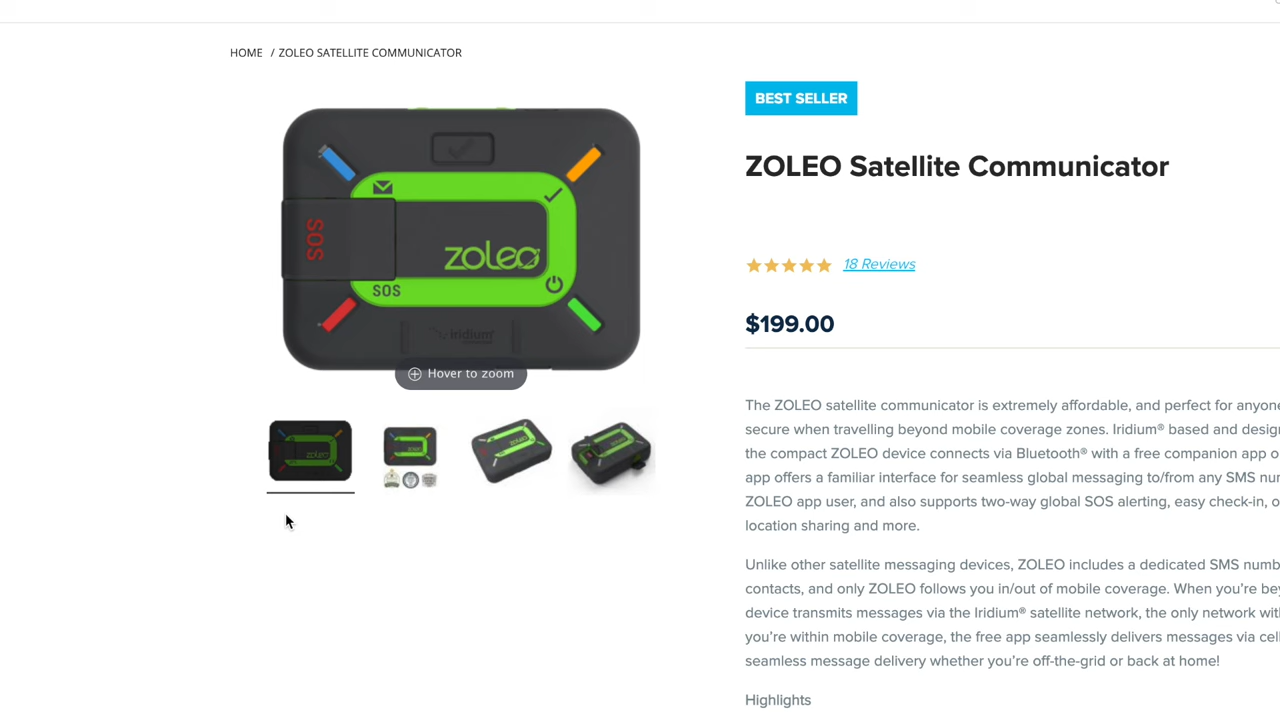 HOME / ZOLEO SATELLITE COMMUNICATOR
SOS
zoleo
SOS
iridium
Hover to zoom
zoleo
zoleo
BEST SELLER
ZOLEO Satellite Communicator
18 Reviews
$199.00
The ZOLEO satellite communicator is extremely affordable, and perfect for anyone
secure when travelling beyond mobile coverage zones. Iridium® based and desig
the compact ZOLEO device connects via Bluetooth® with a free companion app o
app offers a familiar interface for seamless global messaging to/from any SMS nu
ZOLEO app user, and also supports two-way global SOS alerting, easy check-in, o
location sharing and more.
Unlike other satellite messaging devices, ZOLEO includes a dedicated SMS numb
contacts, and only ZOLEO follows you in/out of mobile coverage. When you're bey
device transmits messages via the Iridium® satellite network, the only network wit
you're within mobile coverage, the free app seamlessly delivers messages via cell
seamless message delivery whether you're off-the-grid or back at home!
Highlights